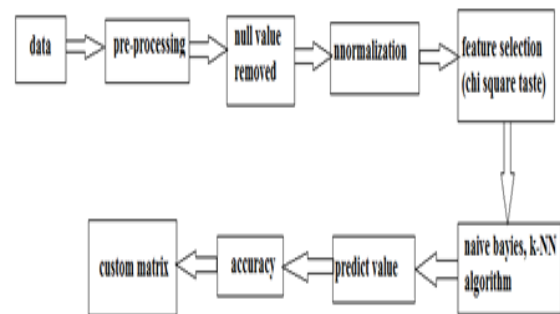 data
pre-processing
null value
removed
nnormalization
feature selection
(chi square taste)
naive bayies, k-NN
algorithm
predict value
accuracy
custom matrix